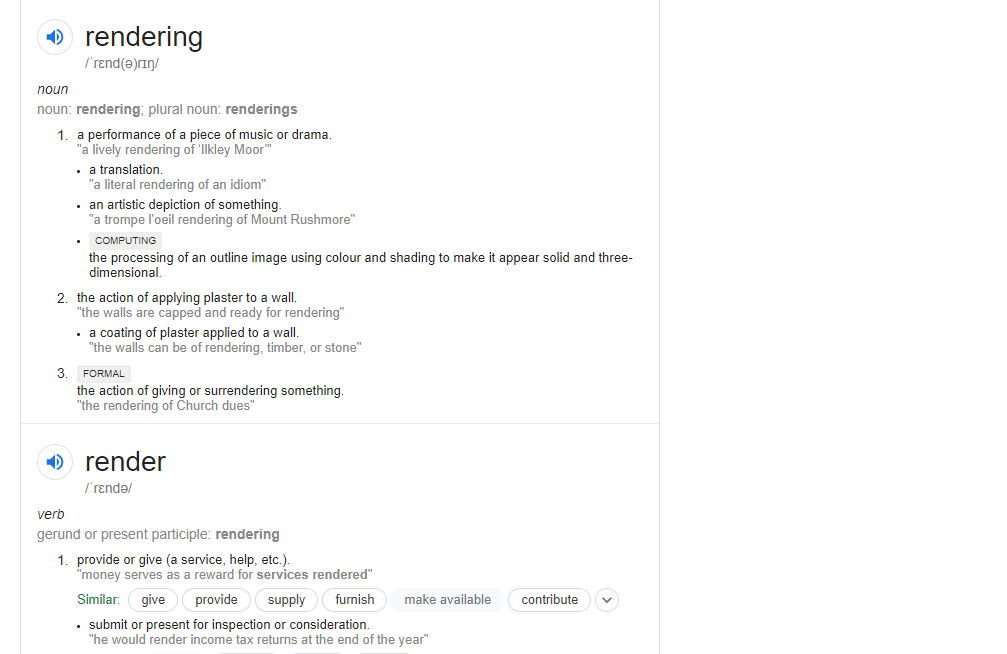 rendering
/ˈrɛnd(ə)rɪŋ/
noun
noun: rendering; plural noun: renderings
1. a performance of a piece of music or drama.
"a lively rendering of ‘Ilkley Moor’"
• a translation.
"a literal rendering of an idiom"
• an artistic depiction of something.
"a trompe l'oeil rendering of Mount Rushmore"
• COMPUTING
the processing of an outline image using colour and shading to make it appear solid and three-
dimensional.
2. the action of applying plaster to a wall.
"the walls are capped and ready for rendering"
• a coating of plaster applied to a wall.
"the walls can be of rendering, timber, or stone"
3. FORMAL
the action of giving or surrendering something.
"the rendering of Church dues"
render
/ˈrɛndə/
verb
gerund or present participle: rendering
1. provide or give (a service, help, etc.).
"money serves as a reward for services rendered"
Similar: give provide supply furnish make available contribute
• submit or present for inspection or consideration.
"he would render income tax returns at the end of the year"